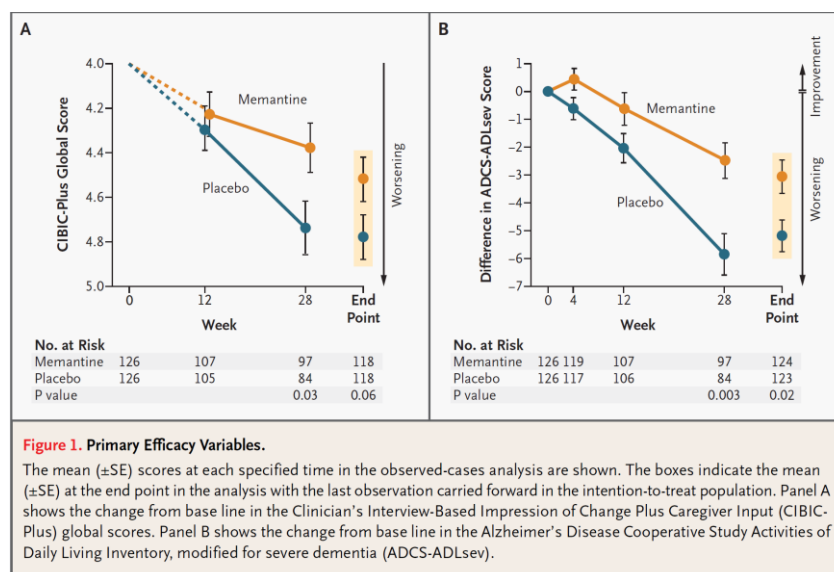 A
CIBIC-Plus Global Score
4.0
4.2
4.4
4.6
4.8
5.0
Memantine
Placebo
Worsening
0
12
28
End
Point
Week
No. at Risk
Memantine 126 107 97 118
Placebo 126 105 84 118
P value 0.03 0.06
B
Difference in ADCS-ADLsev Score
1
0
−1
−2
−3
−4
−5
−6
−7
Memantine
Placebo
Improvement
Worsening
0
4
12
28
End
Point
Week
No. at Risk
Memantine 126 119 107 97 124
Placebo 126 117 106 84 123
P value 0.003 0.02
Figure 1. Primary Efficacy Variables.
The mean (±SE) scores at each specified time in the observed-cases analysis are shown. The boxes indicate the mean
(±SE) at the end point in the analysis with the last observation carried forward in the intention-to-treat population. Panel A
shows the change from base line in the Clinician’s Interview-Based Impression of Change Plus Caregiver Input (CIBIC-
Plus) global scores. Panel B shows the change from base line in the Alzheimer’s Disease Cooperative Study Activities of
Daily Living Inventory, modified for severe dementia (ADCS-ADLsev).